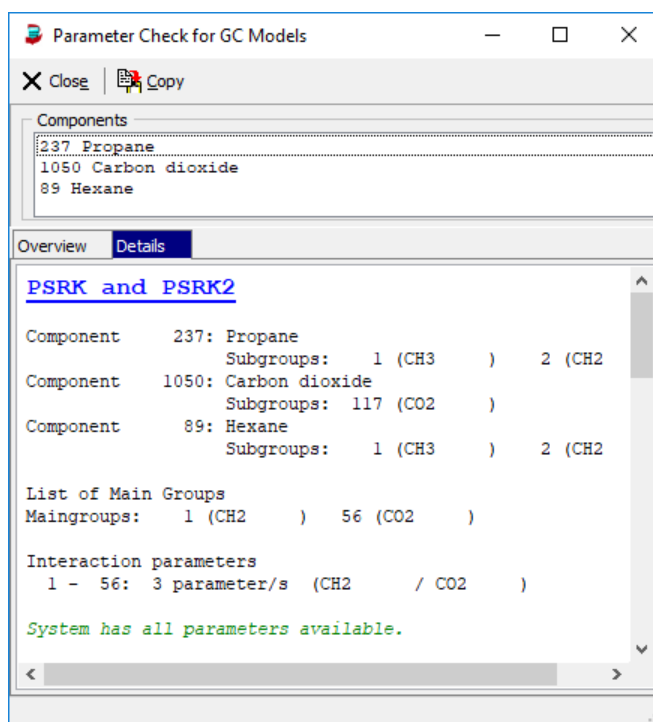 Parameter Check for GC Models
Close Copy
Components
237 Propane
1050 Carbon dioxide
89 Hexane
Overview Details
PSRK and PSRK2
Component 237: Propane
Subgroups: 1 (CH3 ) 2 (CH2
Component 1050: Carbon dioxide
Subgroups: 117 (CO2 )
Component 89: Hexane
Subgroups: 1 (CH3 ) 2 (CH2
List of Main Groups
Maingroups: 1 (CH2 ) 56 (CO2 )
Interaction parameters
1 - 56: 3 parameter/s (CH2 / CO2 )
System has all parameters available.